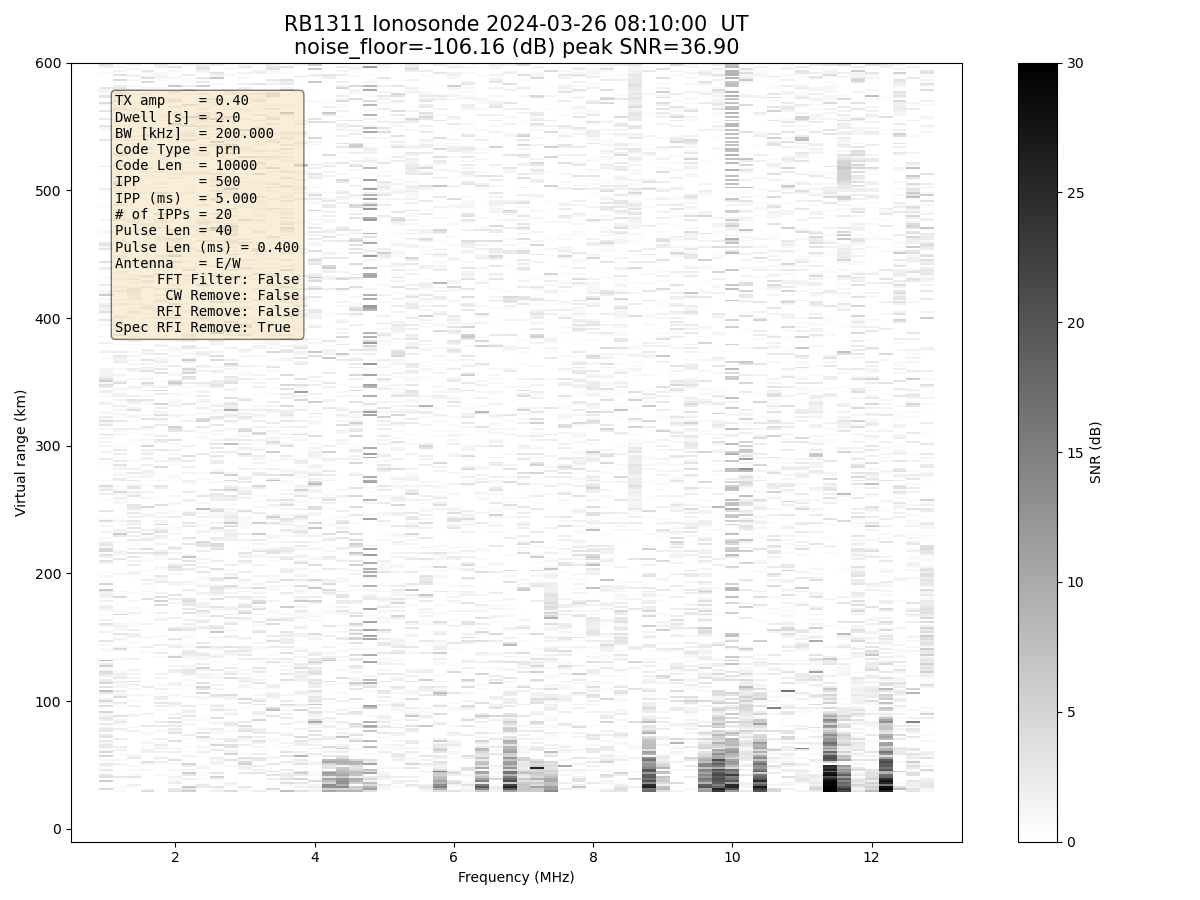 RB1311 Ionosonde 2024-03-26 08:10:00  UT
noise_floor=-106.16 (dB) peak SNR=36.90
TX amp    = 0.40
Dwell [s] = 2.0
BW [kHz]  = 200.000
Code Type = prn
Code Len  = 10000
IPP       = 500
IPP (ms)  = 5.000
# of IPPs = 20
Pulse Len = 40
Pulse Len (ms) = 0.400
Antenna   = E/W
FFT Filter: False
CW Remove: False
RFI Remove: False
Spec RFI Remove: True
600
500
400
300
200
100
0
Virtual range (km)
2 4 6 8 10 12
Frequency (MHz)
30
25
20
15
10
5
0
SNR (dB)